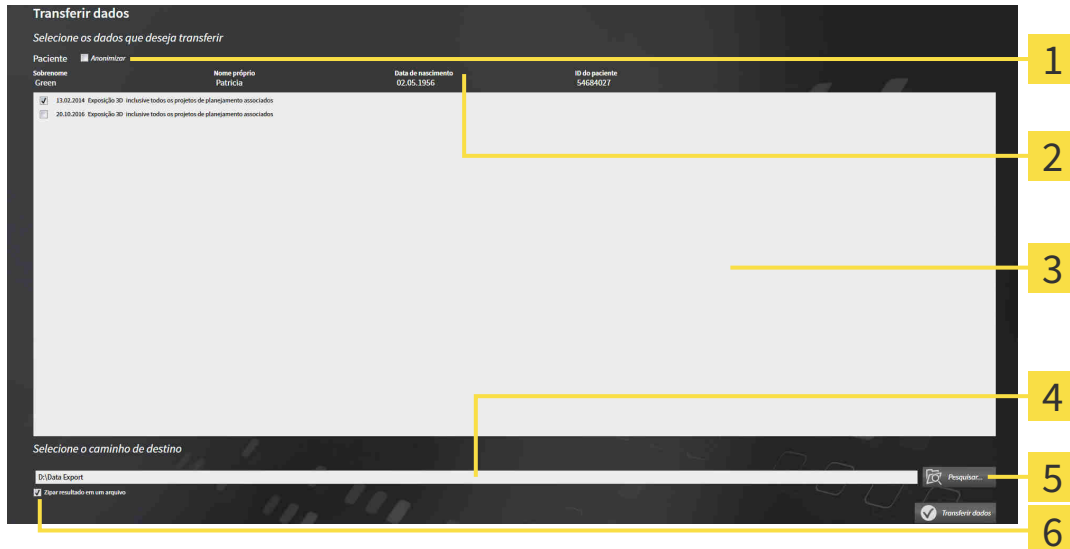 Transferir dados
Selecione os dados que deseja transferir
Paciente Anonimizar
1
Sobrenome Nome próprio Data de nascimento ID do paciente
Green Patricia 02.05.1956 54684027
13.02.2014 Exposição 3D inclusive todos os projetos de planejamento associados
20.10.2016 Exposição 3D inclusive todos os projetos de planejamento associados
2
3
4
Selecione o caminho de destino
D:\Data Export
Pesquisar...
5
Zipar resultado em um arquivo
Transferir dados
6